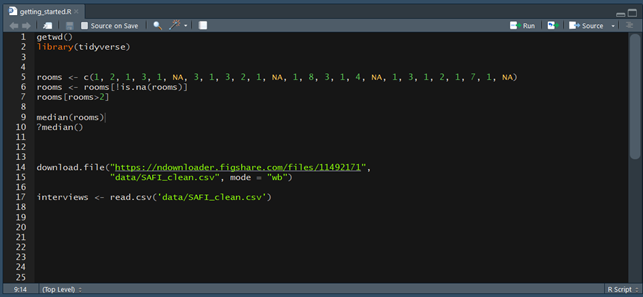 getting_started.R
Source on Save
Run
Source
1 getwd()
2 library(tidyverse)
3
4
5 rooms <- c(1, 2, 1, 3, 1, NA, 3, 1, 3, 2, 1, NA, 1, 8, 3, 1, 4, NA, 1, 3, 1, 2, 1, 7, 1, NA)
6 rooms <- rooms[!is.na(rooms)]
7 rooms[rooms>2]
8
9 median(rooms)
10 ?median()
11
12
13
14 download.file("https://ndownloader.figshare.com/files/11492171",
15 "data/SAFI_clean.csv", mode = "wb")
16
17 interviews <- read.csv('data/SAFI_clean.csv')
18
19
20
21
22
23
24
25
9:14 (Top Level) R Script